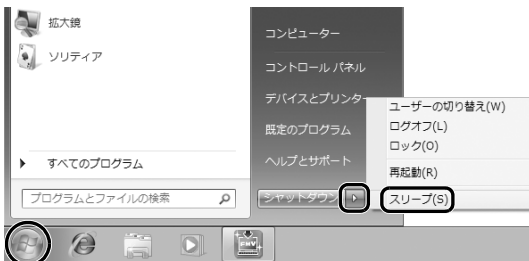 拡大鏡
ソリティア
すべてのプログラム
プログラムとファイルの検索
コンピューター
コントロール パネル
デバイスとプリンター
既定のプログラム
ヘルプとサポート
シャットダウン
ユーザーの切り替え(W)
ログオフ(L)
ロック(O)
再起動(R)
スリープ(S)
FMV